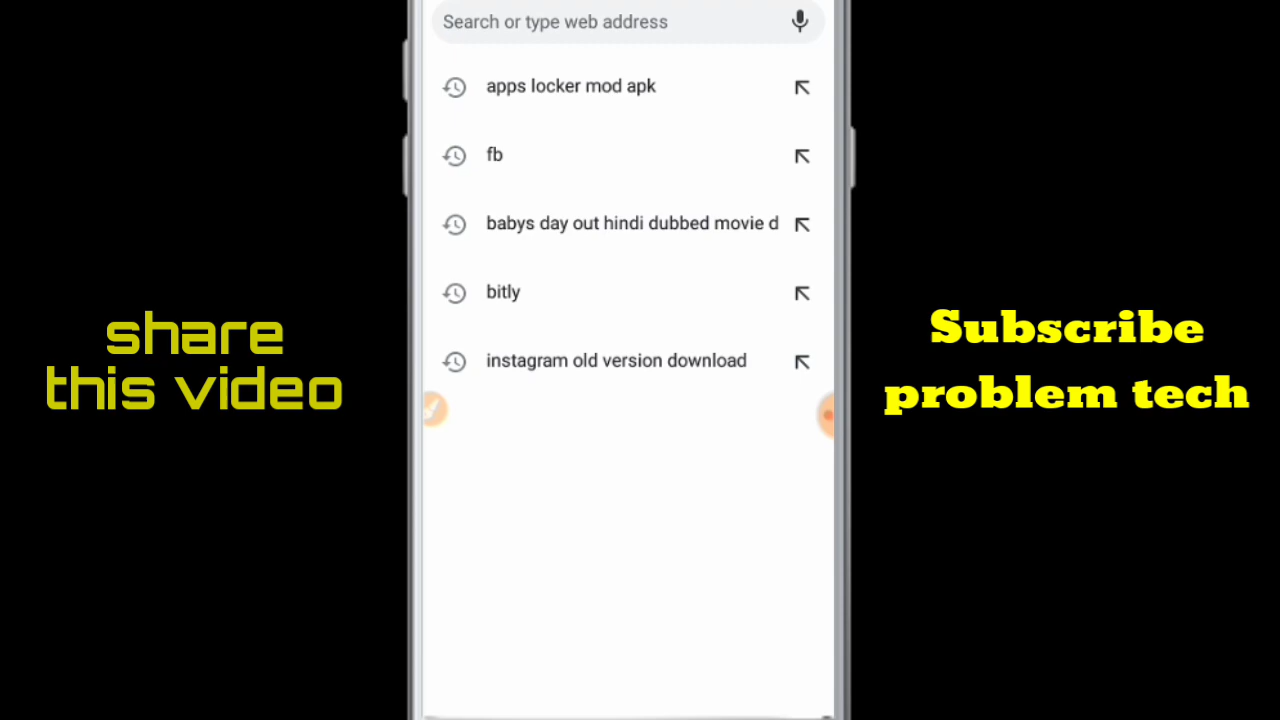 Search or type web address
apps locker mod apk
fb
babys day out hindi dubbed movie d
bitly
instagram old version download
share
this video
Subscribe
problem tech